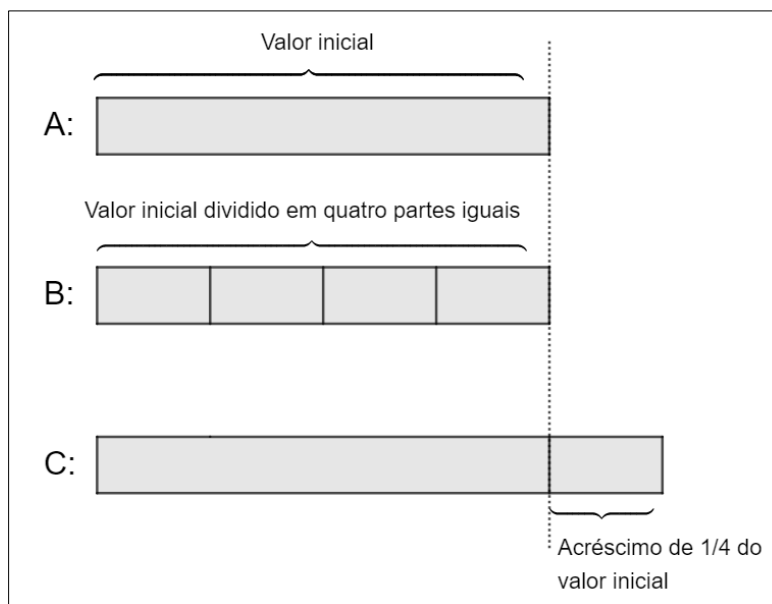 Valor inicial
A:
Valor inicial dividido em quatro partes iguais
B:
C:
Acréscimo de 1/4 do
valor inicial